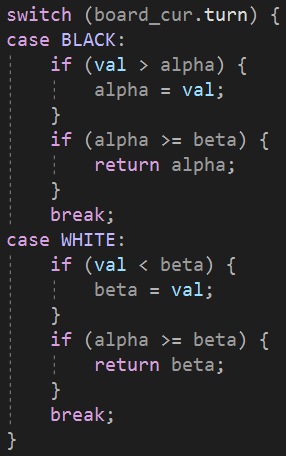 switch (board_cur.turn) {
case BLACK:
    if (val > alpha) {
        alpha = val;
    }
    if (alpha >= beta) {
        return alpha;
    }
    break;
case WHITE:
    if (val < beta) {
        beta = val;
    }
    if (alpha >= beta) {
        return beta;
    }
    break;
}